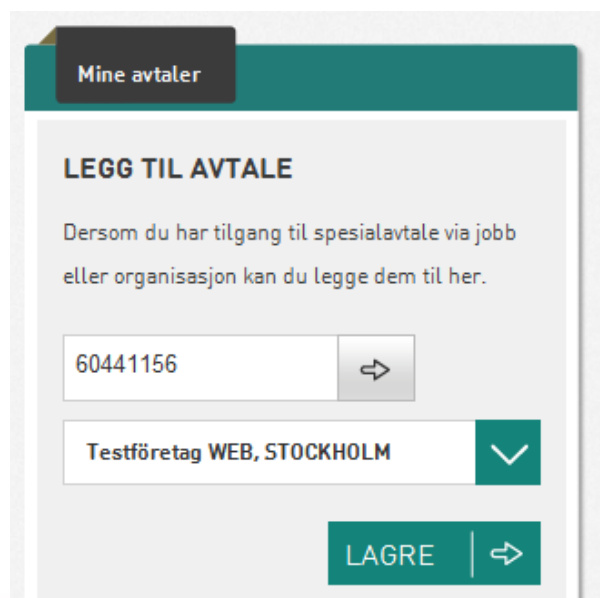 Mine avtaler
LEGG TIL AVTALE
Dersom du har tilgang til spesialavtale via jobb
eller organisasjon kan du legge dem til her.
60441156
Testföretag WEB, STOCKHOLM
LAGRE